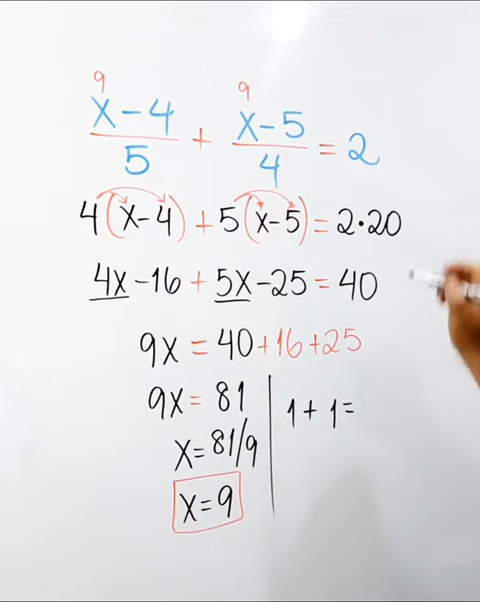 9 9
x-4/5 + x-5/4 = 2
4(x-4)+5(x-5)=2•20
4x-16+5x-25=40
9x=40+16+25
9x=81
1+1=
x=81/9
x=9